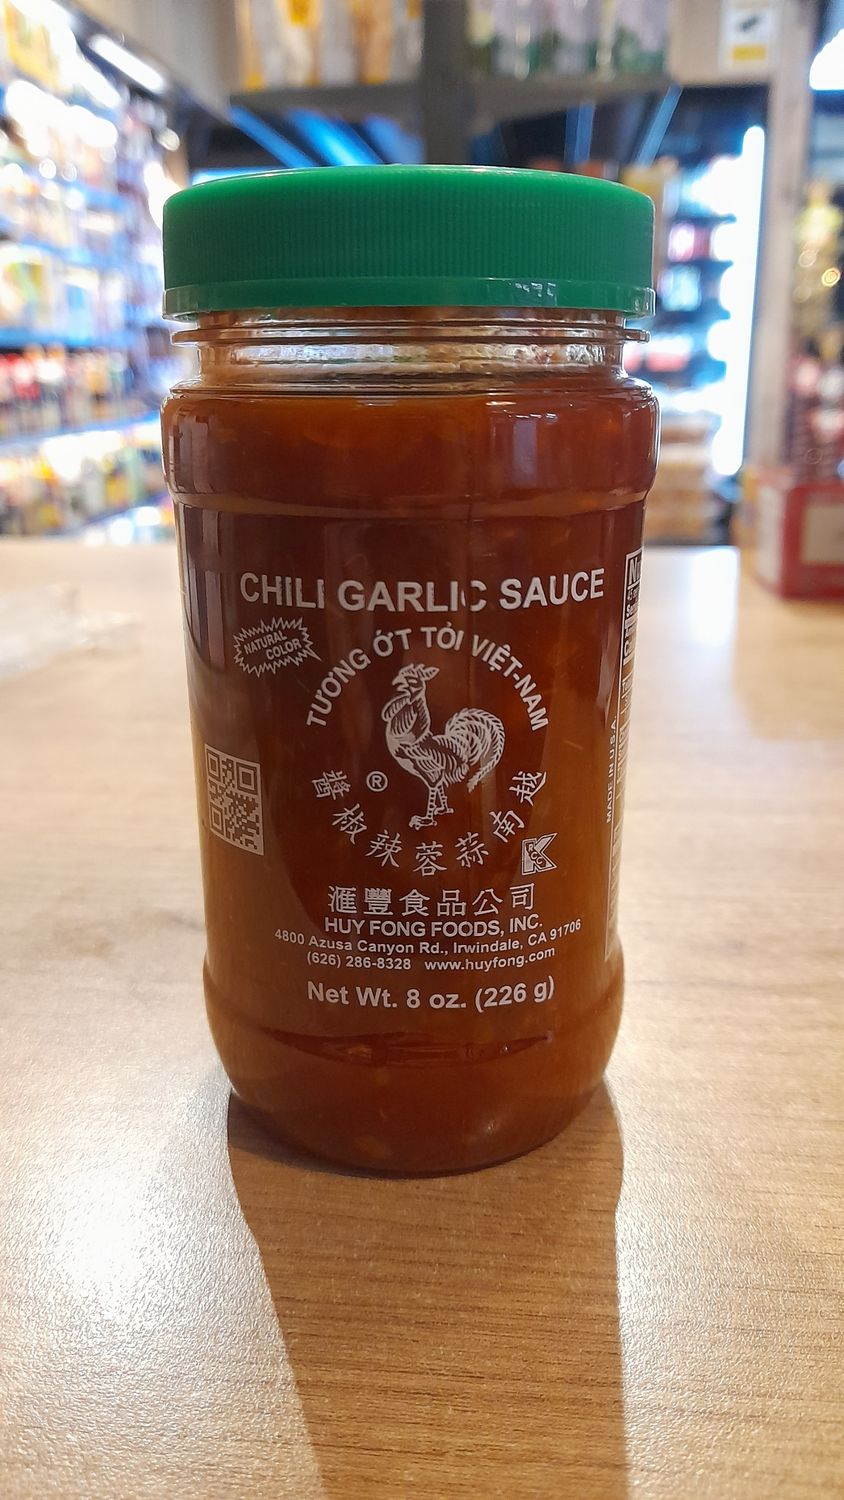 CHILI GARLIC SAUCE
NATURAL
COLOR
TƯƠNG ỚT TỎI VIỆT-NAM
®
越南蒜蓉辣椒醬
K
RCC
滙豐食品公司
HUY FONG FOODS, INC.
4800 Azusa Canyon Rd., Irwindale, CA 91706
(626) 286-8328 www.huyfong.com
Net Wt. 8 oz. (226 g)
MADE IN U.S.A